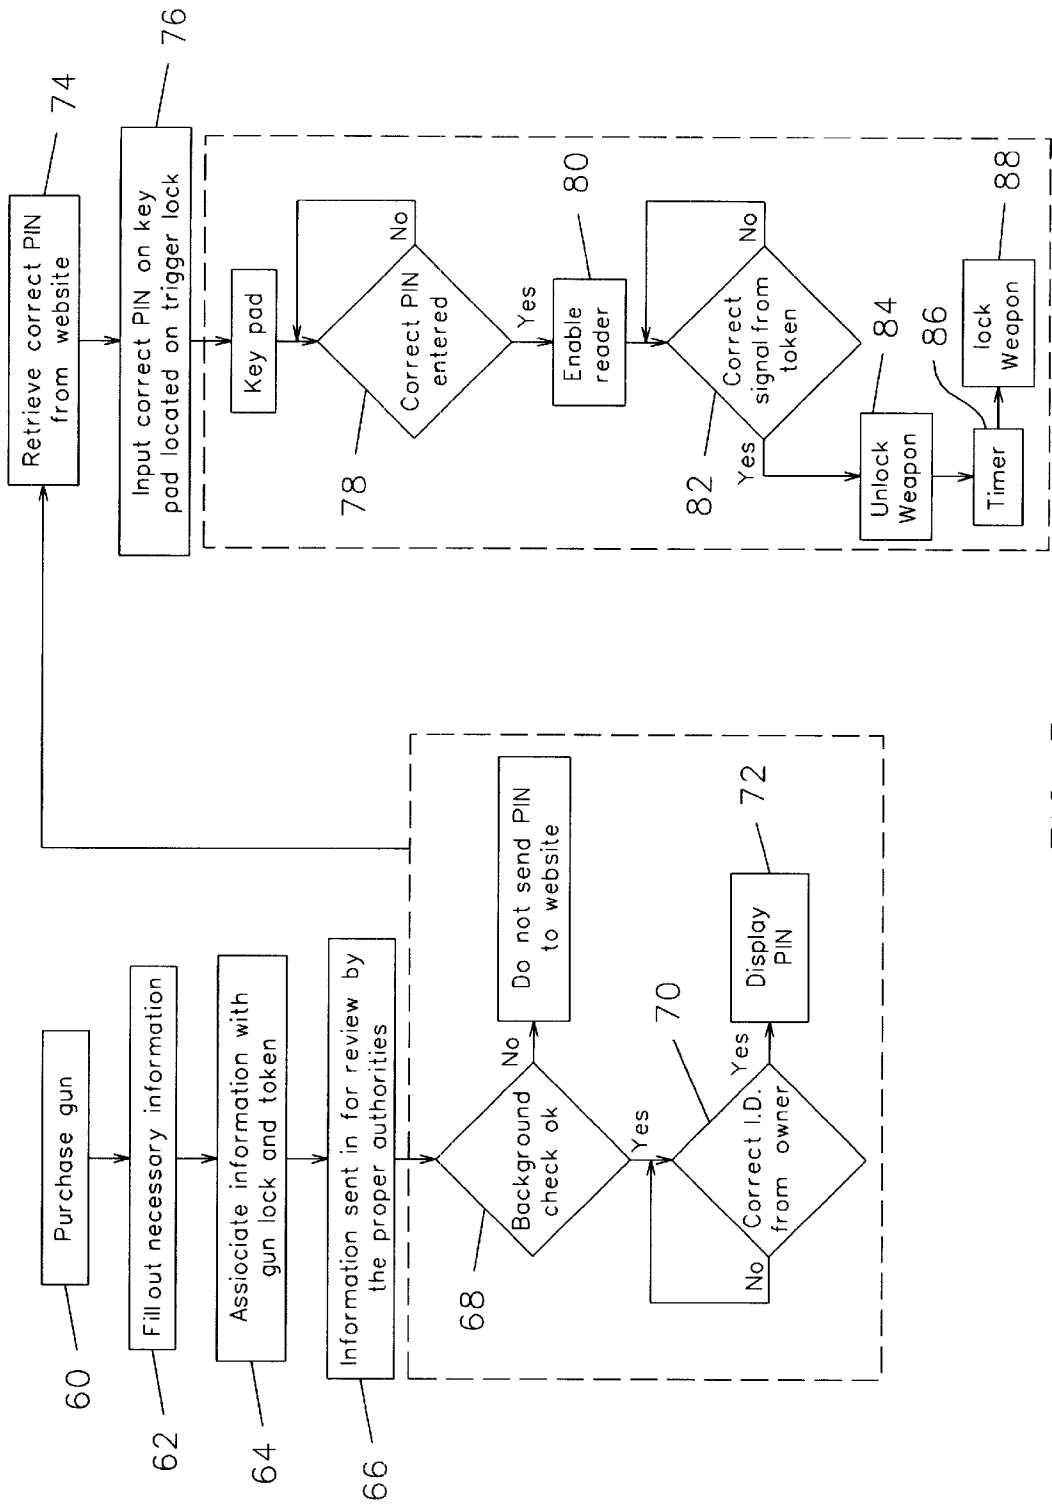 Purchase gun
60
Fill out necessary information
62
Assiociate information with
gun lock and token
64
Information sent in for review by
the proper authorities
66
Background
check ok
68
No
Do not send PIN
to website
Yes
Correct I.D.
from owner
70
No
Yes
Display
PIN
72
Retrieve correct PIN
from website
74
Input correct PIN on key
pad located on trigger lock
76
Key pad
Correct PIN
entered
78
No
Yes
Enable
reader
80
Correct
signal from
token
82
No
Yes
Unlock
Weapon
84
Timer
86
lock
Weapon
88